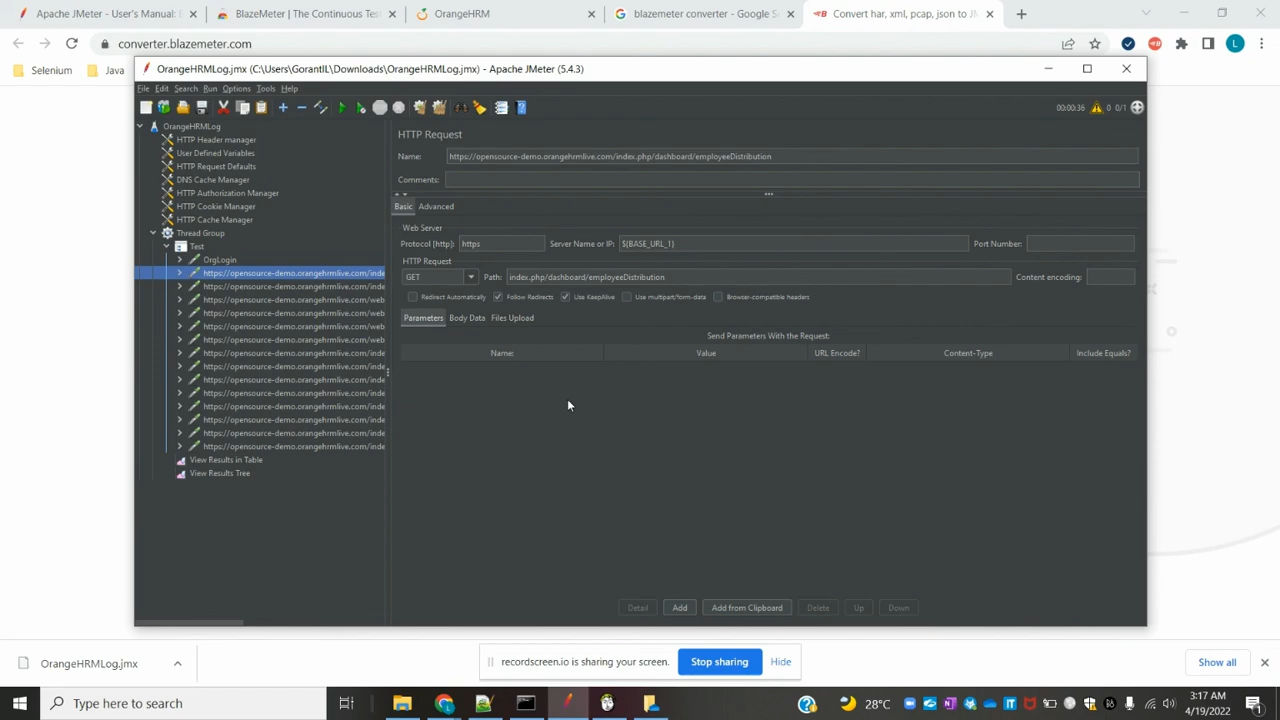 Apache JMeter - User's Manual: E
BlazeMeter | The Continuous Tes
OrangeHRM
blazemeter converter - Google S
Convert har, xml, pcap, json to J
converter.blazemeter.com
L
Selenium
Java
OrangeHRMLog.jmx (C:\Users\GorantlL\Downloads\OrangeHRMLog.jmx) - Apache JMeter (5.4.3)
File Edit Search Run Options Tools Help
00:00:36 0 0/1
OrangeHRMLog
HTTP Header manager
User Defined Variables
HTTP Request Defaults
DNS Cache Manager
HTTP Authorization Manager
HTTP Cookie Manager
HTTP Cache Manager
Thread Group
Test
OrgLogin
https://opensource-demo.orangehrmlive.com/inde
https://opensource-demo.orangehrmlive.com/inde
https://opensource-demo.orangehrmlive.com/web
https://opensource-demo.orangehrmlive.com/web
https://opensource-demo.orangehrmlive.com/web
https://opensource-demo.orangehrmlive.com/web
https://opensource-demo.orangehrmlive.com/inde
https://opensource-demo.orangehrmlive.com/inde
https://opensource-demo.orangehrmlive.com/inde
https://opensource-demo.orangehrmlive.com/inde
https://opensource-demo.orangehrmlive.com/inde
https://opensource-demo.orangehrmlive.com/inde
https://opensource-demo.orangehrmlive.com/inde
https://opensource-demo.orangehrmlive.com/inde
View Results in Table
View Results Tree
HTTP Request
Name: https://opensource-demo.orangehrmlive.com/index.php/dashboard/employeeDistribution
Comments:
Basic Advanced
Web Server
Protocol [http]: https Server Name or IP: ${BASE_URL_1} Port Number:
HTTP Request
GET Path: index.php/dashboard/employeeDistribution Content encoding:
Redirect Automatically Follow Redirects Use KeepAlive Use multipart/form-data Browser-compatible headers
Parameters Body Data Files Upload
Send Parameters With the Request:
Name: Value URL Encode? Content-Type Include Equals?
Detail Add Add from Clipboard Delete Up Down
OrangeHRMLog.jmx
recordscreen.io is sharing your screen. Stop sharing Hide
Show all
Type here to search
28°C
3:17 AM
4/19/2022